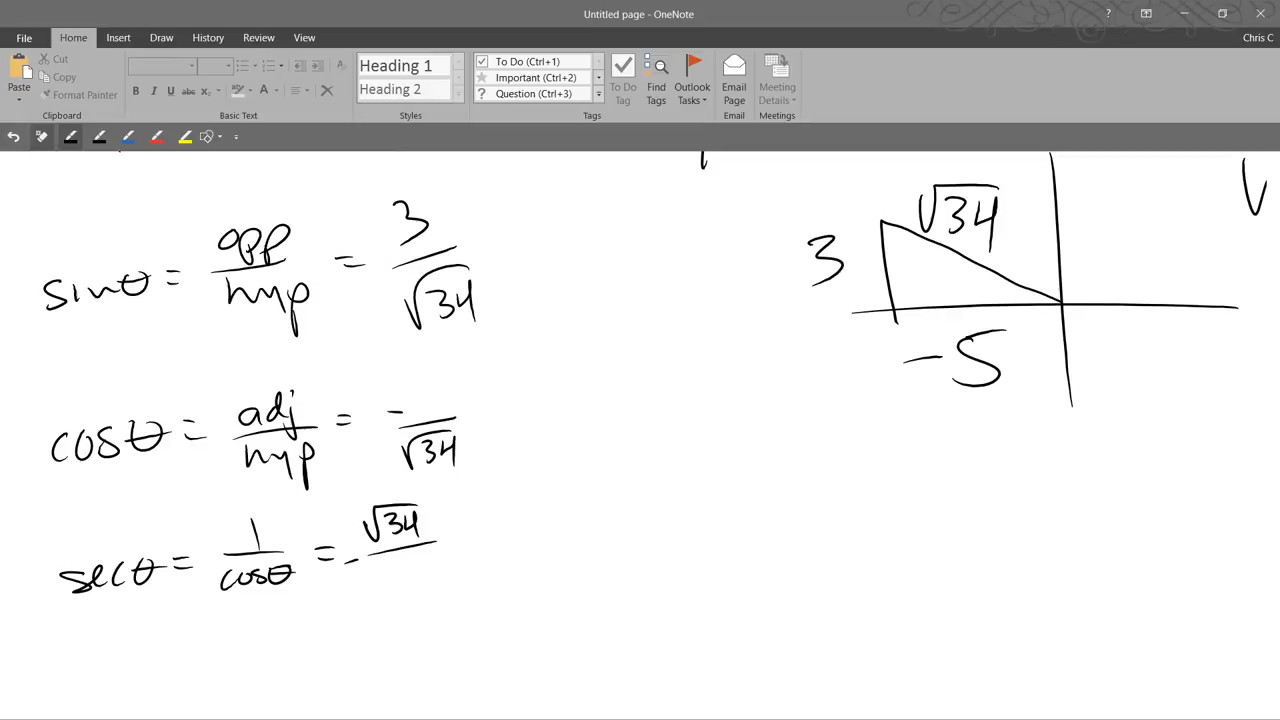 Untitled page - OneNote
?
File Home Insert Draw History Review View
Chris C
Paste
Cut
Copy
Format Painter
Clipboard
B I U abc x₂ A
Basic Text
Heading 1
Heading 2
Styles
To Do (Ctrl+1)
Important (Ctrl+2)
? Question (Ctrl+3)
To Do Tag
Find Tags
Outlook Tasks
Tags
Email Page
Email
Meeting Details
Meetings
sinθ = opp/hyp = 3/√34
cosθ = adj/hyp = -/√34
secθ = 1/cosθ = -√34/
√34
3
-5